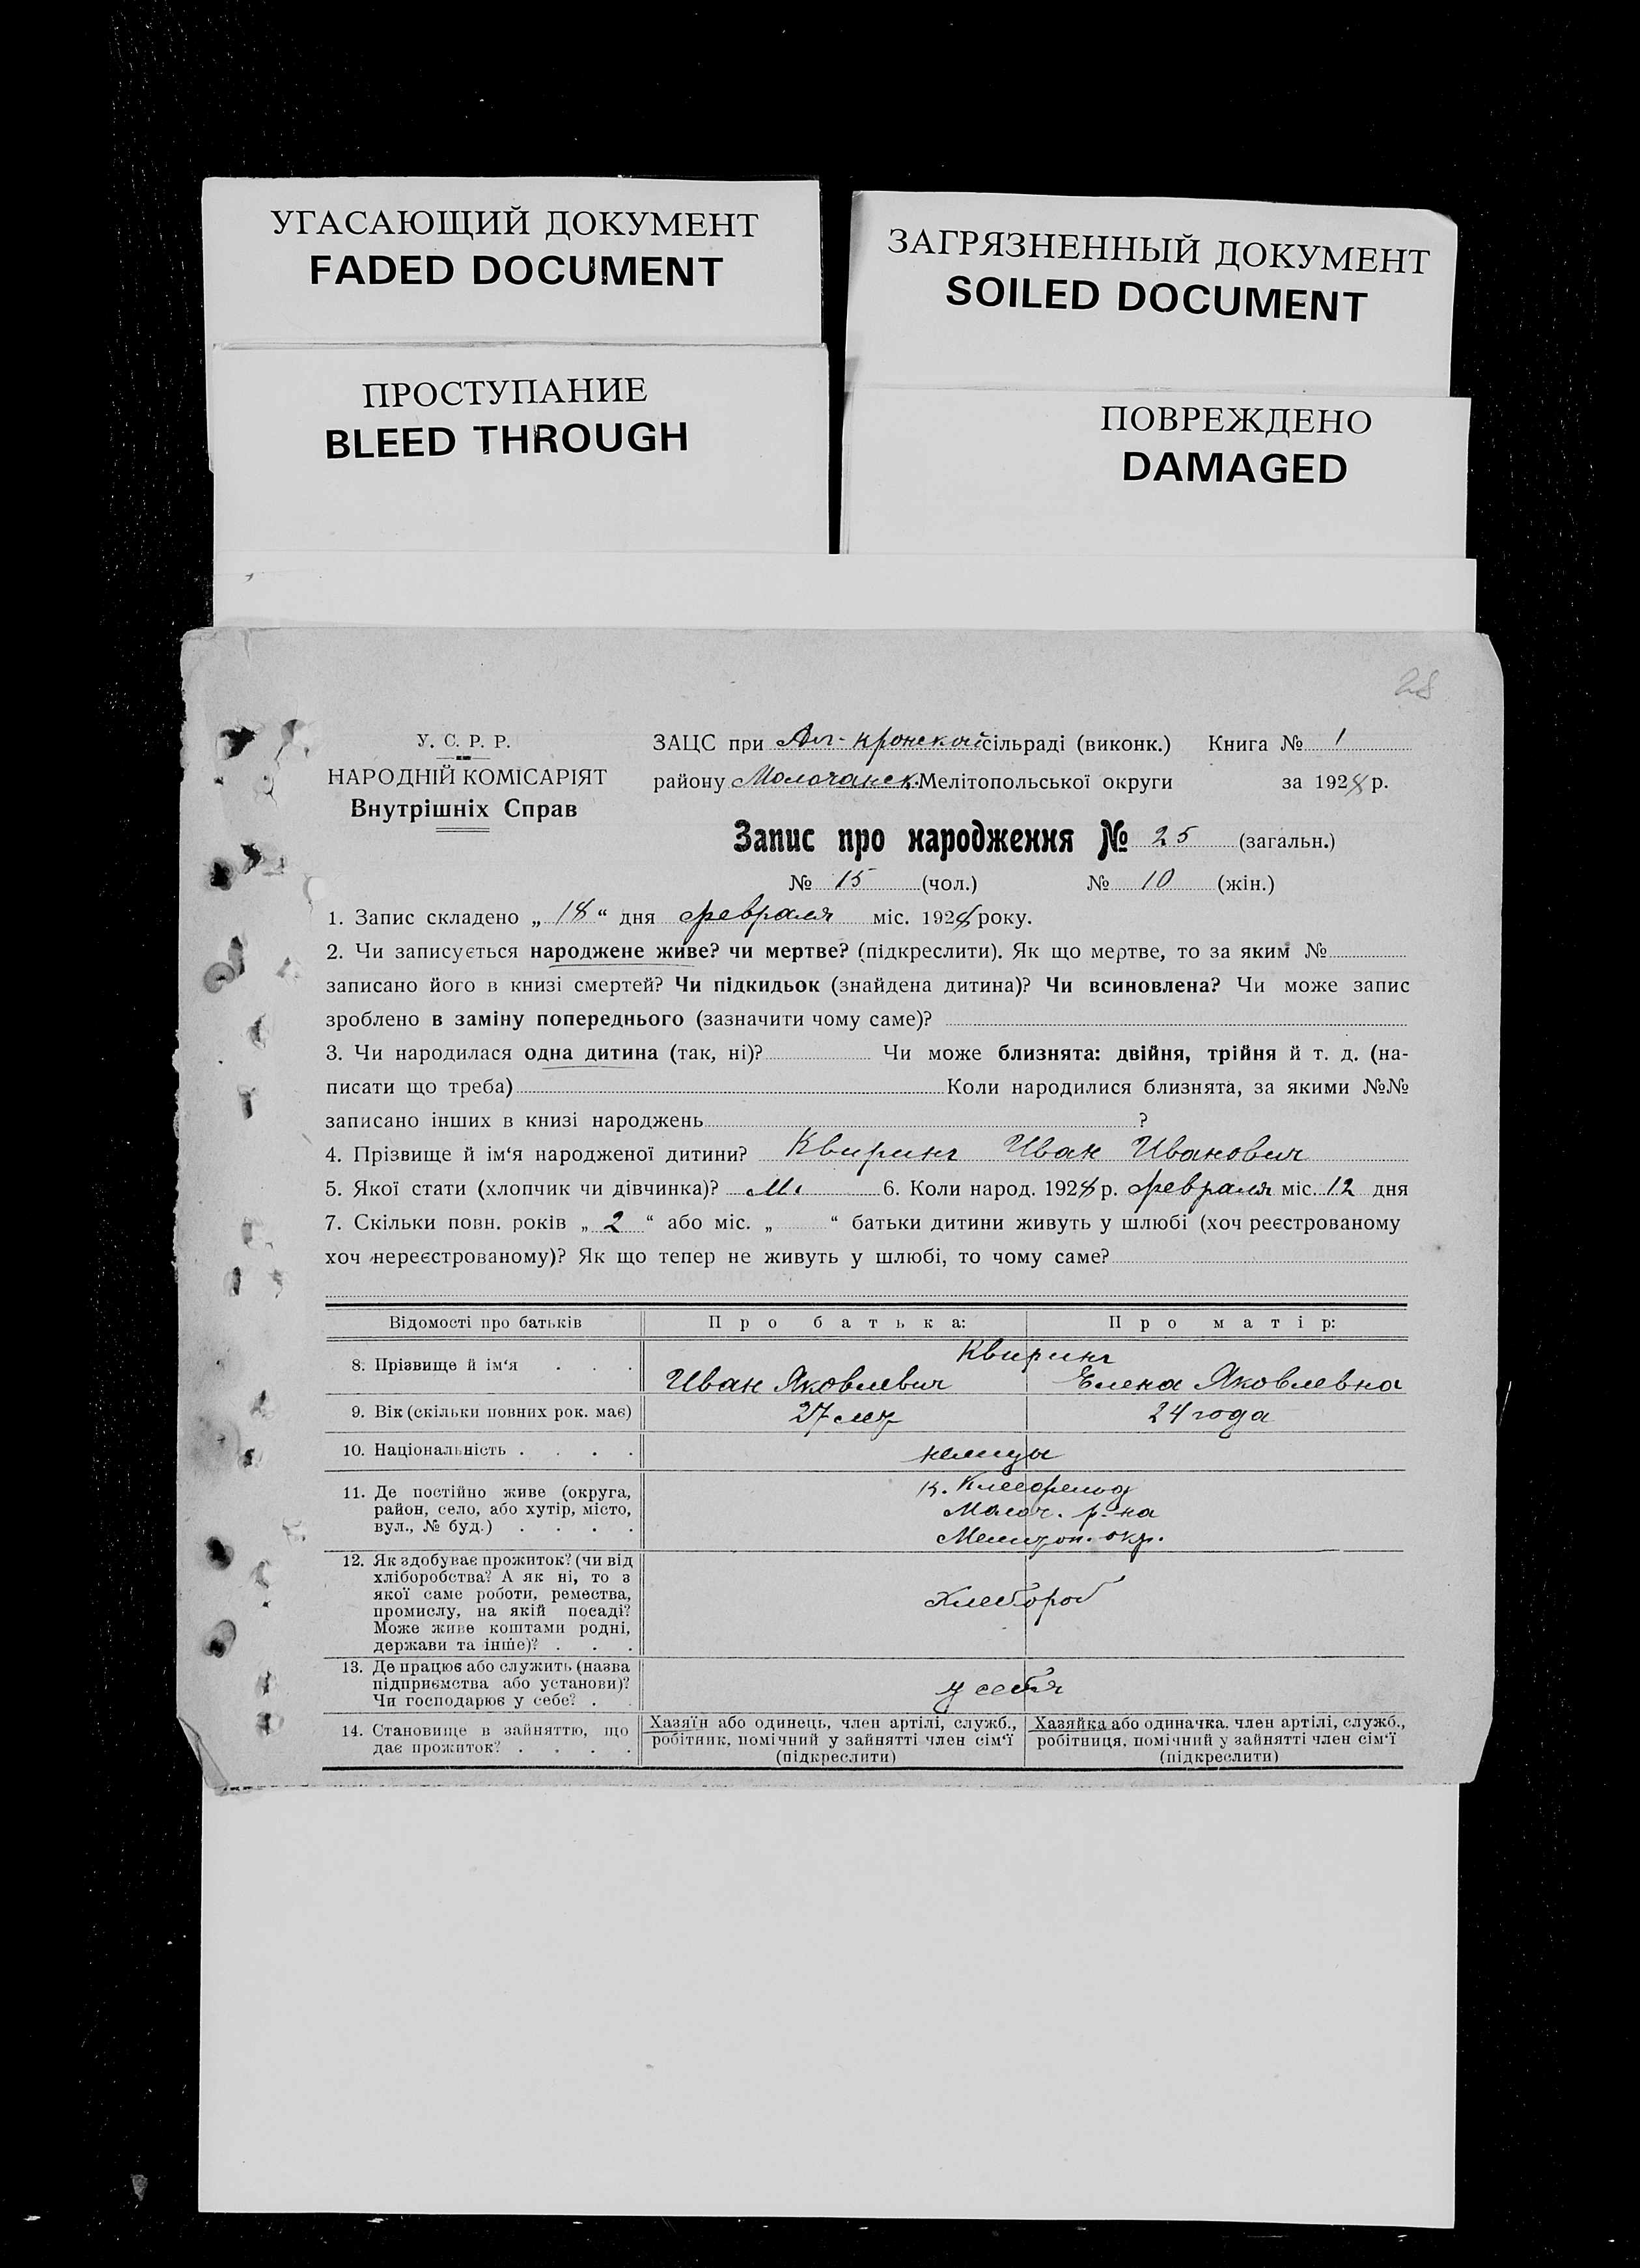 УГАСАЮЩИЙ ДОКУМЕНТ
FADED DOCUMENT
ЗАГРЯЗНЕННЫЙ ДОКУМЕНТ
SOILED DOCUMENT
ПРОСТУПАНИЕ
BLEED THROUGH
ПОВРЕЖДЕНО
DAMAGED
28
У. С. Р. Р.
НАРОДНІЙ КОМІСАРІЯТ
Внутрішніх Справ
ЗАЦС при Ал-кронской сільраді (виконк.) Книга № 1
району Молочанск. Мелітопольської округи за 1928 р.
Запис про народження № 25 (загальн.)
№ 15 (чол.) № 10 (жін.)
1. Запис складено „ 18 “ дня февраля міс. 1928 року.
2. Чи записується народжене живе? чи мертве? (підкреслити). Як що мертве, то за яким №
записано його в книзі смертей? Чи підкидьок (знайдена дитина)? Чи всиновлена? Чи може запис
зроблено в заміну попереднього (зазначити чому саме)?
3. Чи народилася одна дитина (так, ні)? Чи може близнята: двійня, трійня й т. д. (на-
писати що треба) Коли народилися близнята, за якими №№
записано інших в книзі народжень ?
4. Прізвище й ім‘я народженої дитини? Квиринг Иван Иванович
5. Якої стати (хлопчик чи дівчинка)? М. 6. Коли народ. 1928 р. февраля міс. 12 дня
7. Скільки повн. років „ 2 “ або міс. „ “ батьки дитини живуть у шлюбі (хоч реєстрованому
хоч нереєстрованому)? Як що тепер не живуть у шлюбі, то чому саме?
Відомості про батьків Про батька: Про матір:
Квиринг
8. Прізвище й ім‘я . . . Иван Яковлевич Елена Яковлевна
9. Вік (скільки повних рок. має) 27 лет 24 года
10. Національність . . . . немцы
11. Де постійно живе (округа,
район, село, або хутір, місто,
вул., № буд.) . . . .
к. Клеефельд
Молоч. р-на
Мелитоп. окр.
12. Як здобуває прожиток? (чи від
хліборобства? А як ні, то з
якої саме роботи, ремества,
промислу, на якій посаді?
Може живе коштами родні,
держави та інше)? . . .
Хлебороб
13. Де працює або служить (назва
підприємства або установи)?
Чи господарює у себе? . .
у себя
14. Становище в зайняттю, що
дає прожиток? . . . .
Хазяїн або одинець, член артілі, служб.,
робітник, помічний у зайнятті член сім‘ї
(підкреслити)
Хазяйка або одиначка, член артілі, служб.,
робітниця, помічний у зайнятті член сім‘ї
(підкреслити)